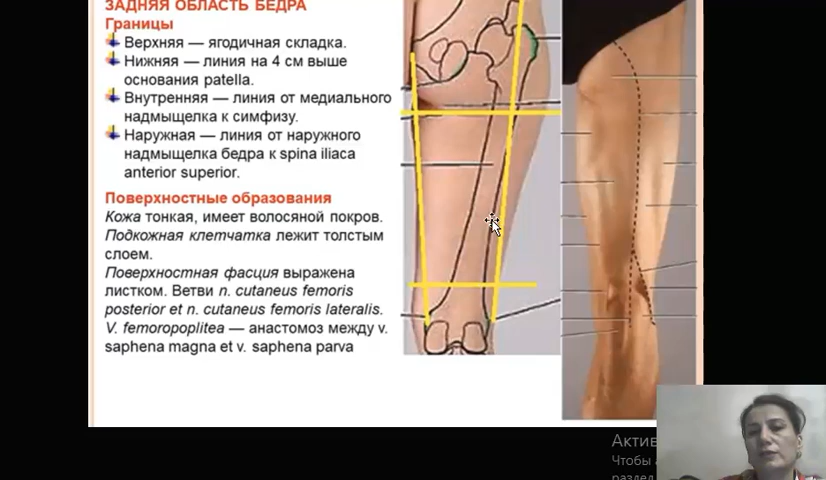 ЗАДНЯЯ ОБЛАСТЬ БЕДРА
Границы
Верхняя — ягодичная складка.
Нижняя — линия на 4 см выше
основания patella.
Внутренняя — линия от медиального
надмыщелка к симфизу.
Наружная — линия от наружного
надмыщелка бедра к spina iliaca
anterior superior.
Поверхностные образования
Кожа тонкая, имеет волосяной покров.
Подкожная клетчатка лежит толстым
слоем.
Поверхностная фасция выражена
листком. Ветви n. cutaneus femoris
posterior et n. cutaneus femoris lateralis.
V. femoropoplitea — анастомоз между v.
saphena magna et v. saphena parva
Актив
Чтобы
раздел